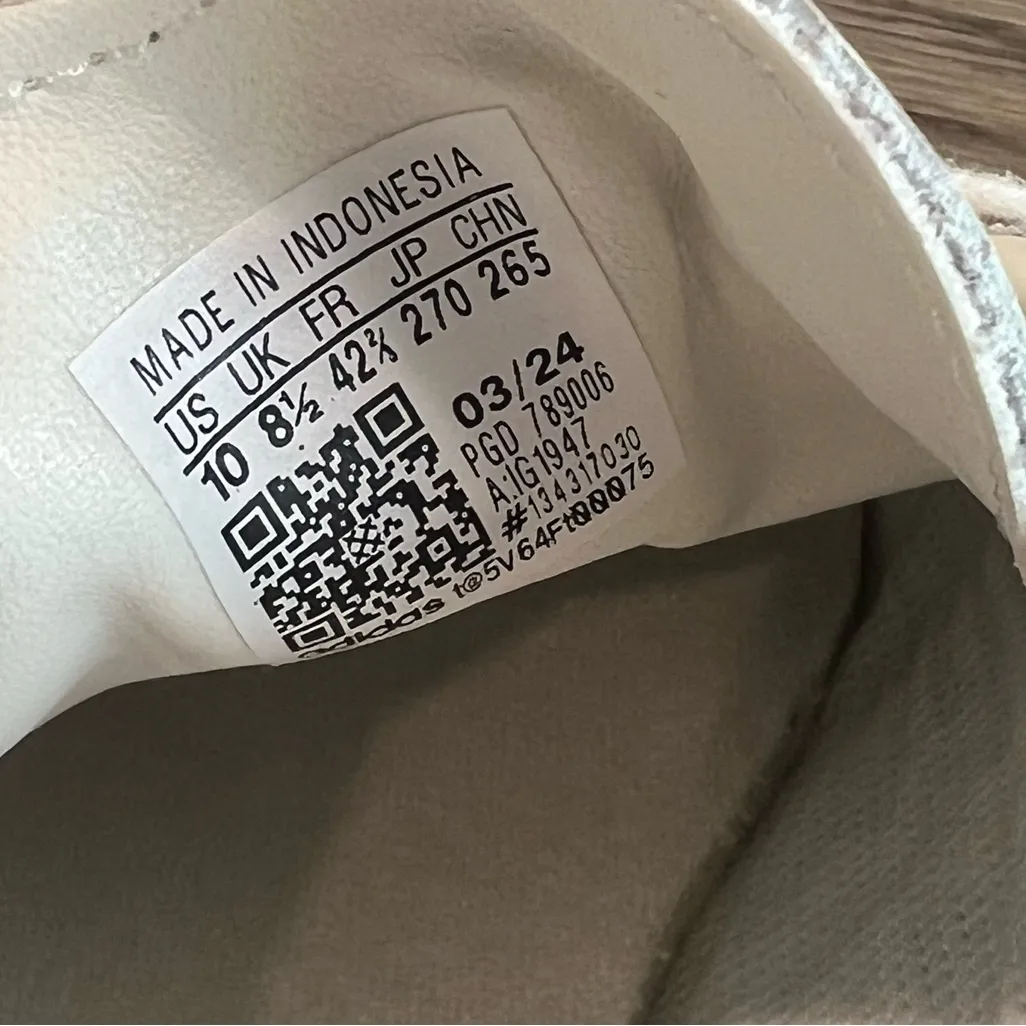 MADE IN INDONESIA
US UK FR JP CHN
10 8½ 42⅔ 270 265
03/24
PGD 789006
A:IG1947
#134317030
adidas t@5V64Ft00075